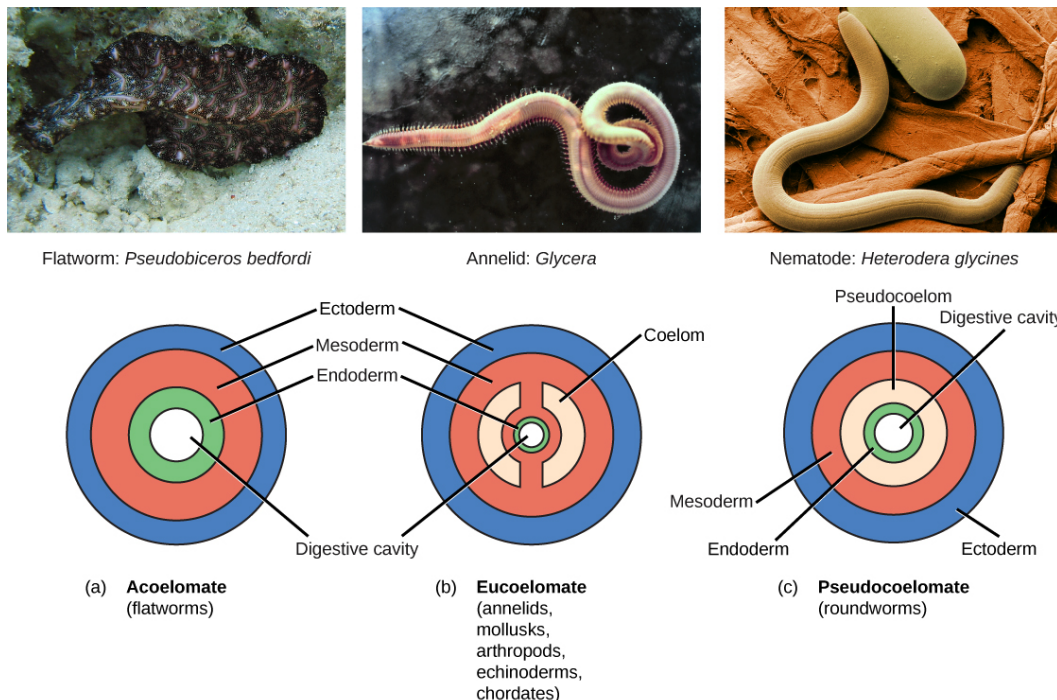 Flatworm: Pseudobiceros bedfordi
Annelid: Glycera
Nematode: Heterodera glycines
Ectoderm
Mesoderm
Endoderm
Digestive cavity
Coelom
Pseudocoelom
Digestive cavity
Mesoderm
Endoderm
Ectoderm
(a) Acoelomate
(flatworms)
(b) Eucoelomate
(annelids,
mollusks,
arthropods,
echinoderms,
chordates)
(c) Pseudocoelomate
(roundworms)